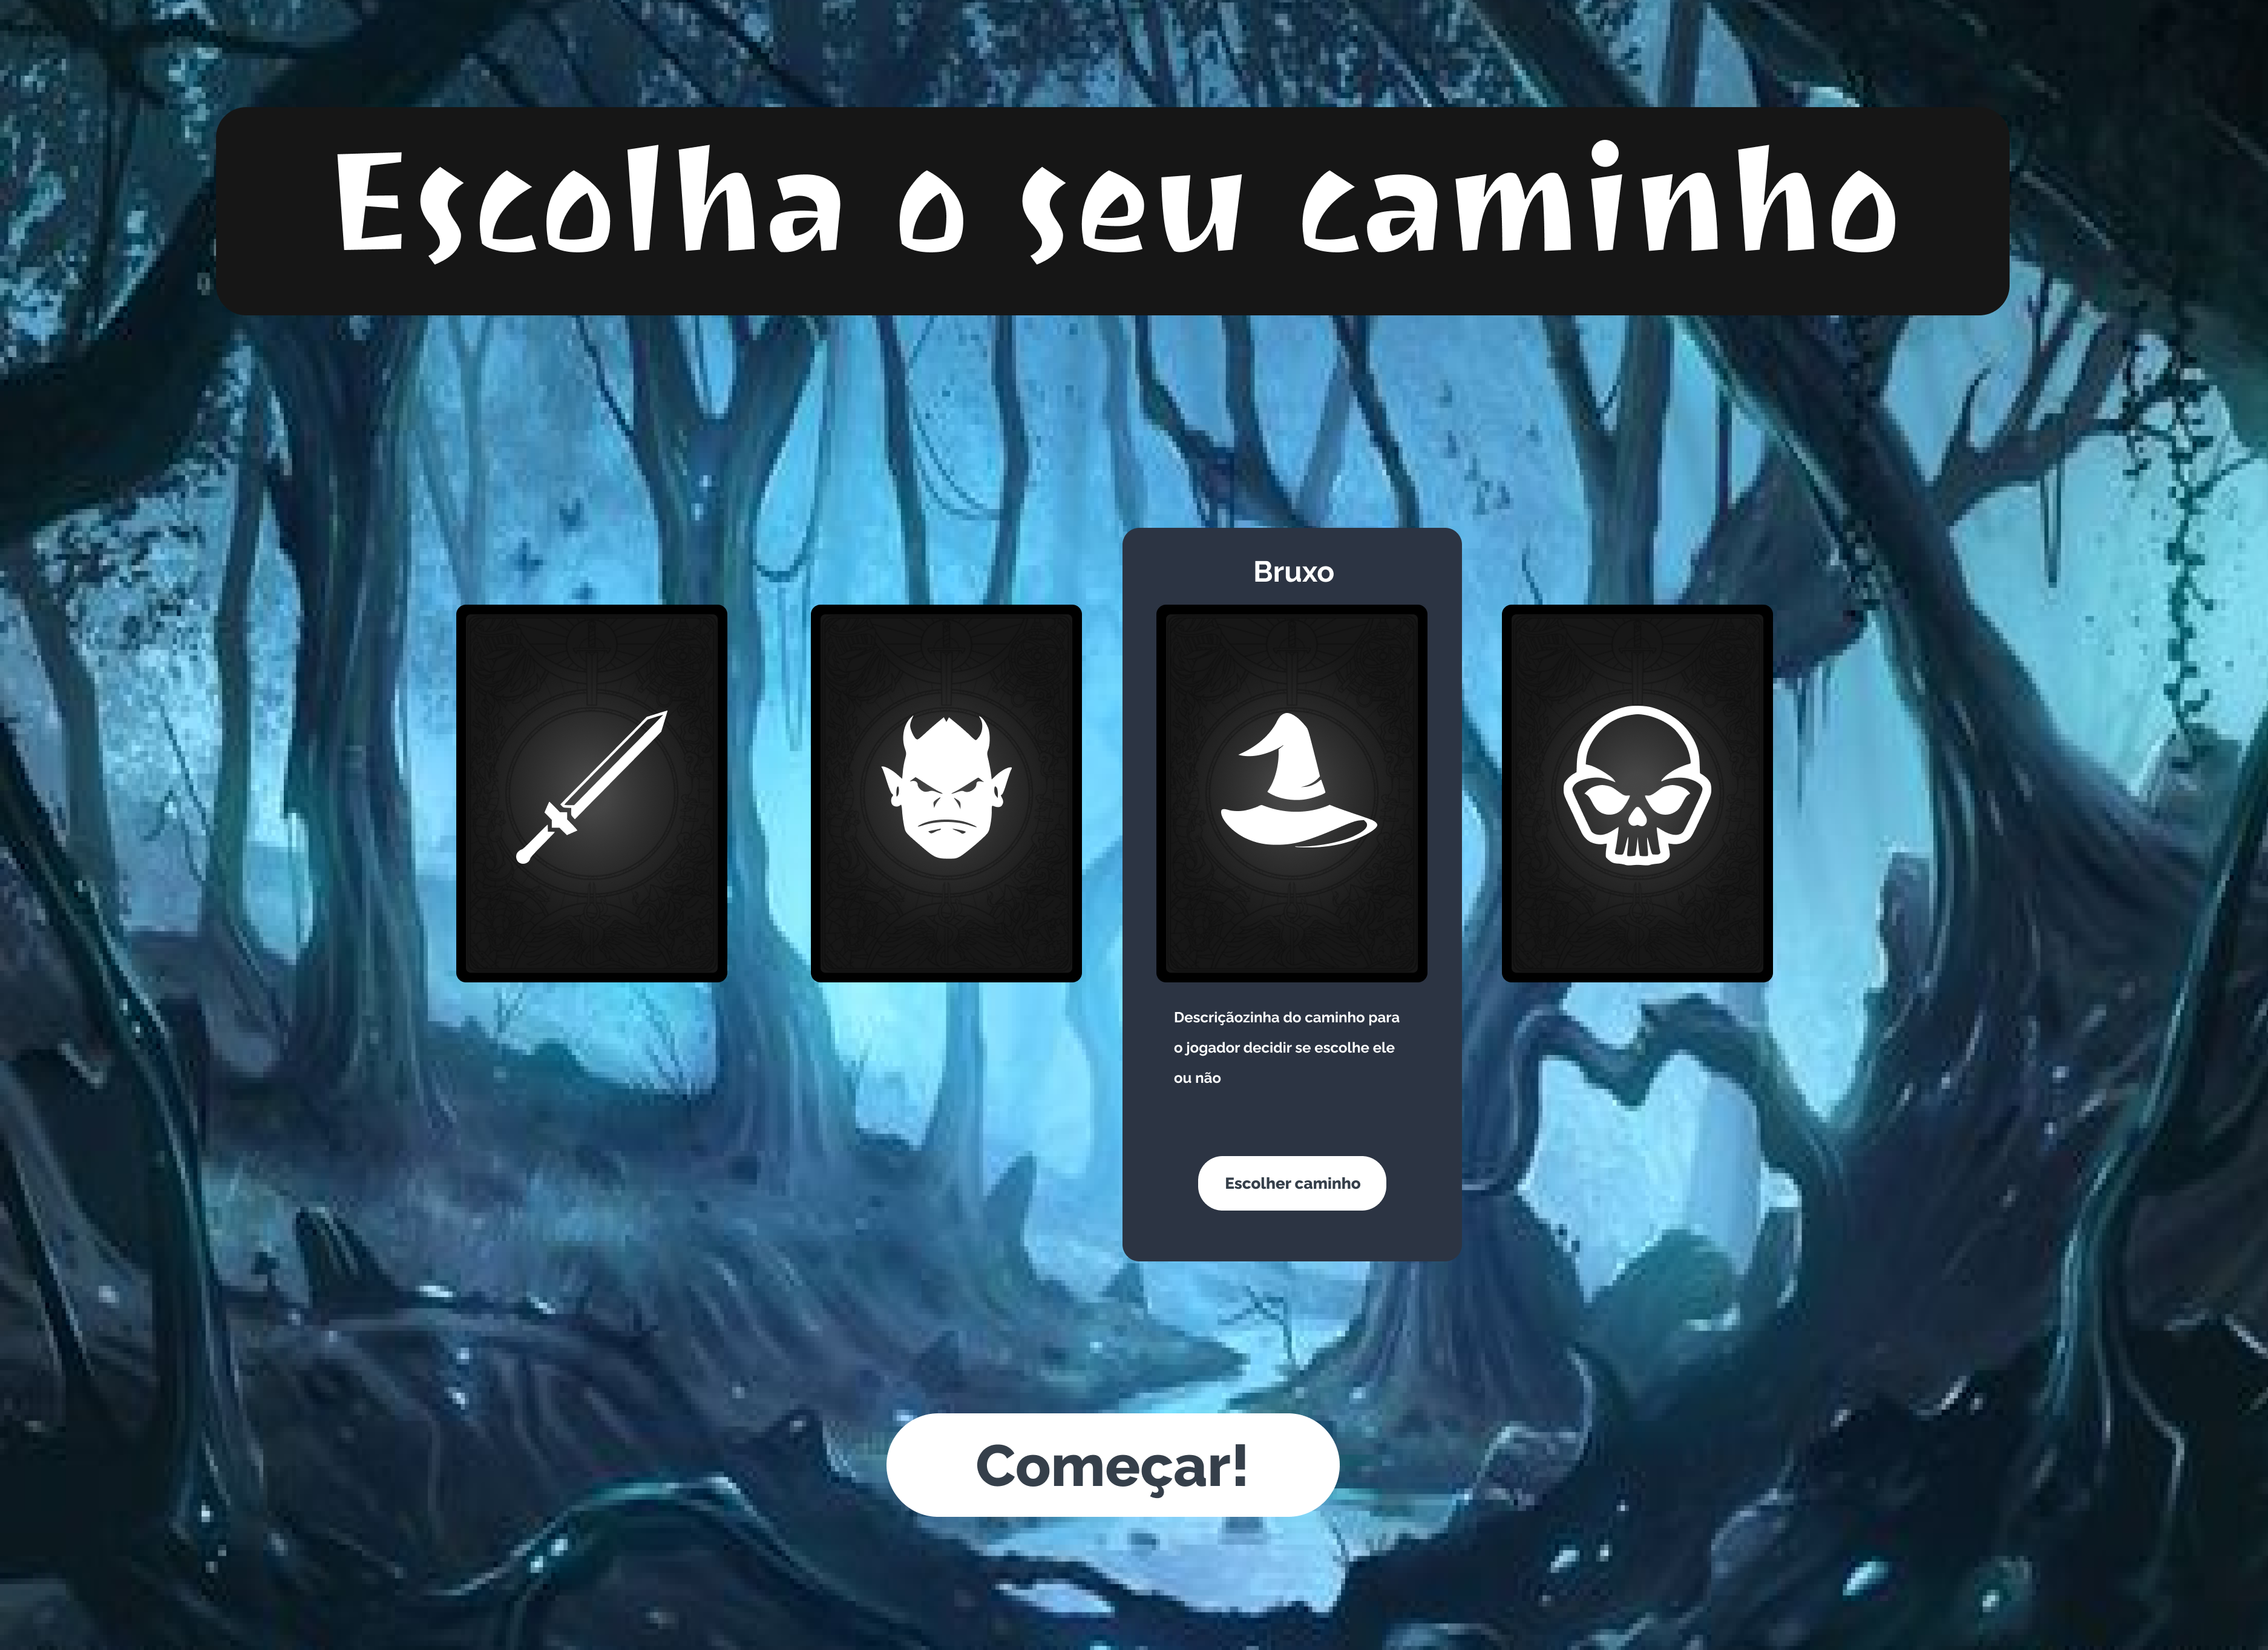 Escolha o seu caminho
Bruxo
Descriçãozinha do caminho para
o jogador decidir se escolhe ele
ou não
Escolher caminho
Começar!